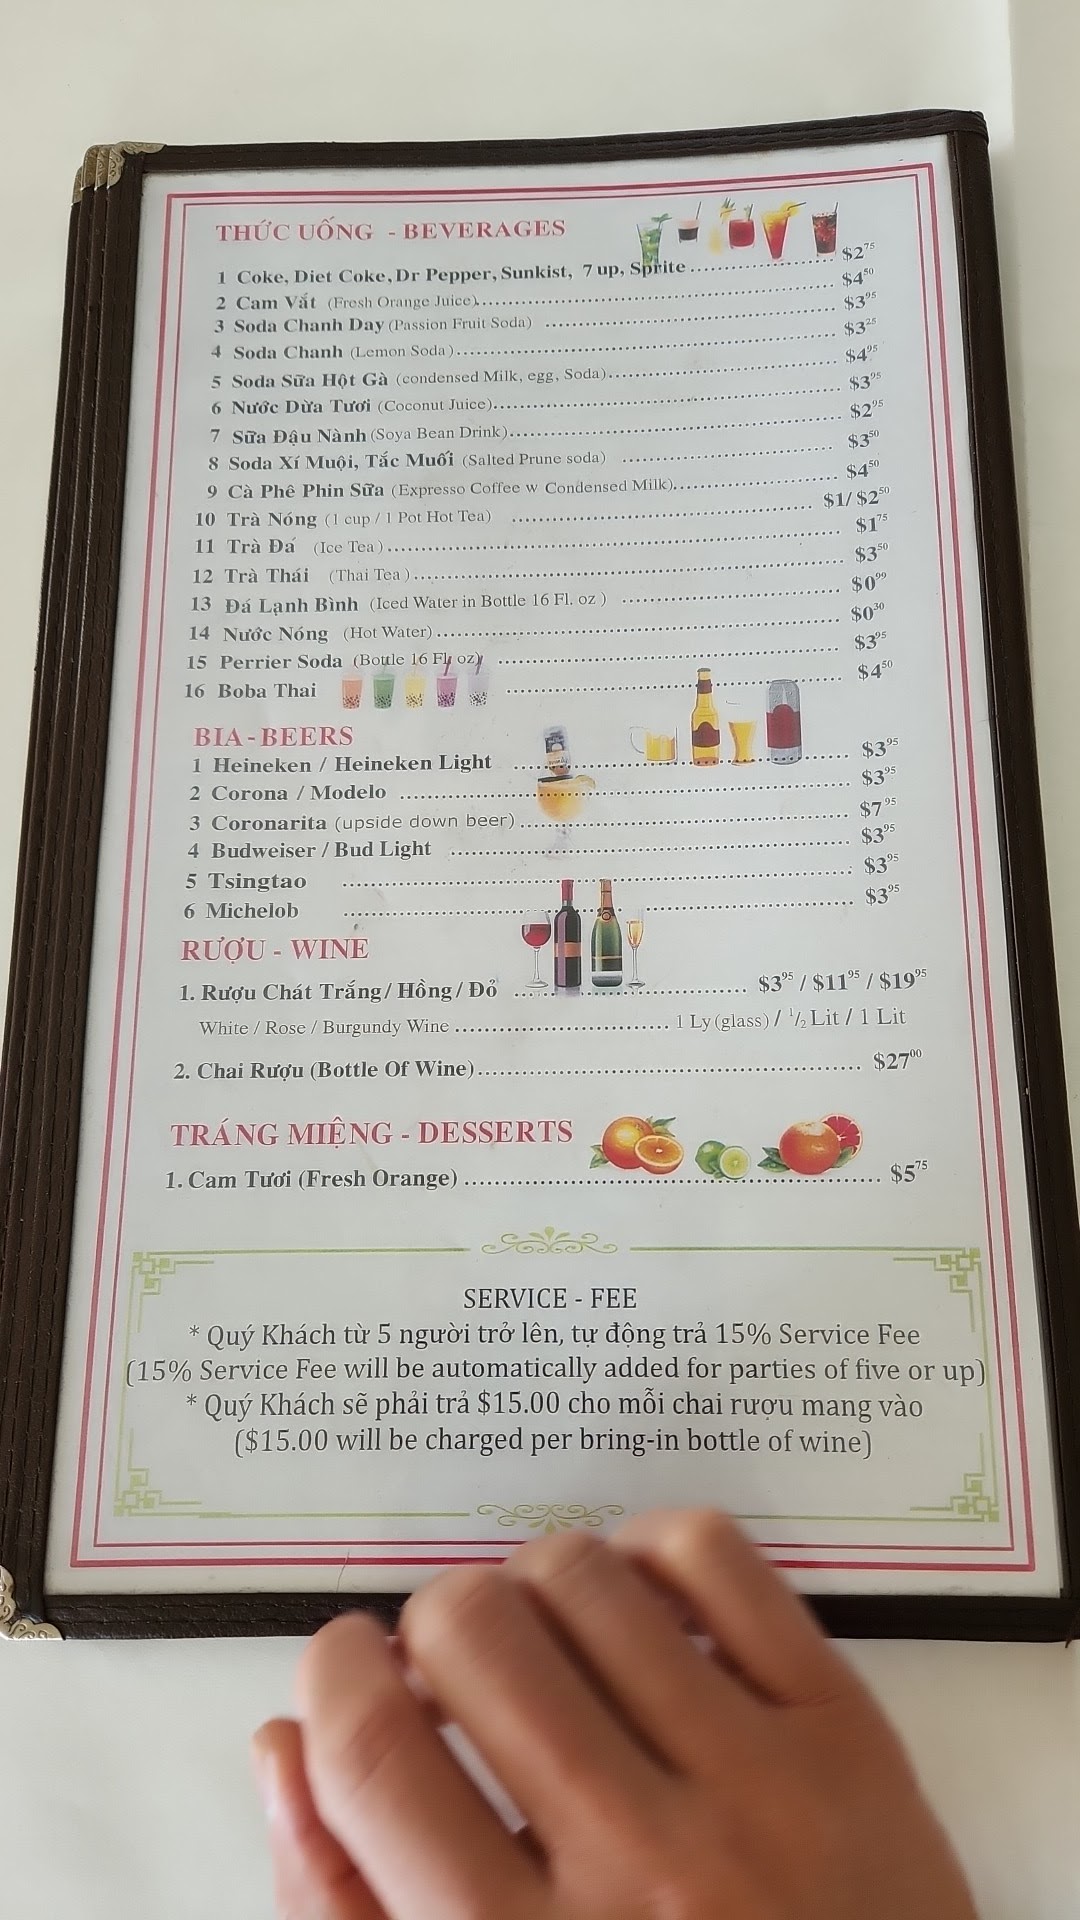 THỨC UỐNG - BEVERAGES
1 Coke, Diet Coke, Dr Pepper, Sunkist, 7 up, Sprite $2 75
2 Cam Vắt (Fresh Orange Juice) $4 50
3 Soda Chanh Day (Passion Fruit Soda) $3 95
4 Soda Chanh (Lemon Soda) $3 25
5 Soda Sữa Hột Gà (condensed Milk, egg, Soda) $4 95
6 Nước Dừa Tươi (Coconut Juice) $3 95
7 Sữa Đậu Nành (Soya Bean Drink) $2 95
8 Soda Xí Muội, Tắc Muối (Salted Prune soda) $3 50
9 Cà Phê Phin Sữa (Expresso Coffee w Condensed Milk) $4 50
10 Trà Nóng (1 cup / 1 Pot Hot Tea) $1/ $2 50
11 Trà Đá (Ice Tea) $1 75
12 Trà Thái (Thai Tea) $3 50
13 Đá Lạnh Bình (Iced Water in Bottle 16 Fl. oz) $0 99
14 Nước Nóng (Hot Water) $0 30
15 Perrier Soda (Bottle 16 Fl. oz) $3 95
16 Boba Thai $4 50
BIA - BEERS
1 Heineken / Heineken Light $3 95
2 Corona / Modelo $3 95
3 Coronarita (upside down beer) $7 95
4 Budweiser / Bud Light $3 95
5 Tsingtao $3 95
6 Michelob $3 95
RƯỢU - WINE
1. Rượu Chát Trắng / Hồng / Đỏ $3 95 / $11 95 / $19 95
White / Rose / Burgundy Wine 1 Ly (glass) / 1/2 Lit / 1 Lit
2. Chai Rượu (Bottle Of Wine) $27 00
TRÁNG MIỆNG - DESSERTS
1. Cam Tươi (Fresh Orange) $5 75
SERVICE - FEE
* Quý Khách từ 5 người trở lên, tự động trả 15% Service Fee
(15% Service Fee will be automatically added for parties of five or up)
* Quý Khách sẽ phải trả $15.00 cho mỗi chai rượu mang vào
($15.00 will be charged per bring-in bottle of wine)